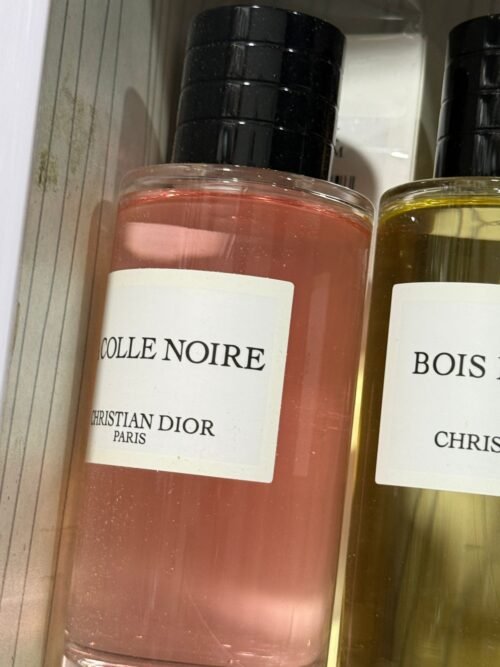 COLLE NOIRE
CHRISTIAN DIOR
PARIS
BOIS
CHRIS